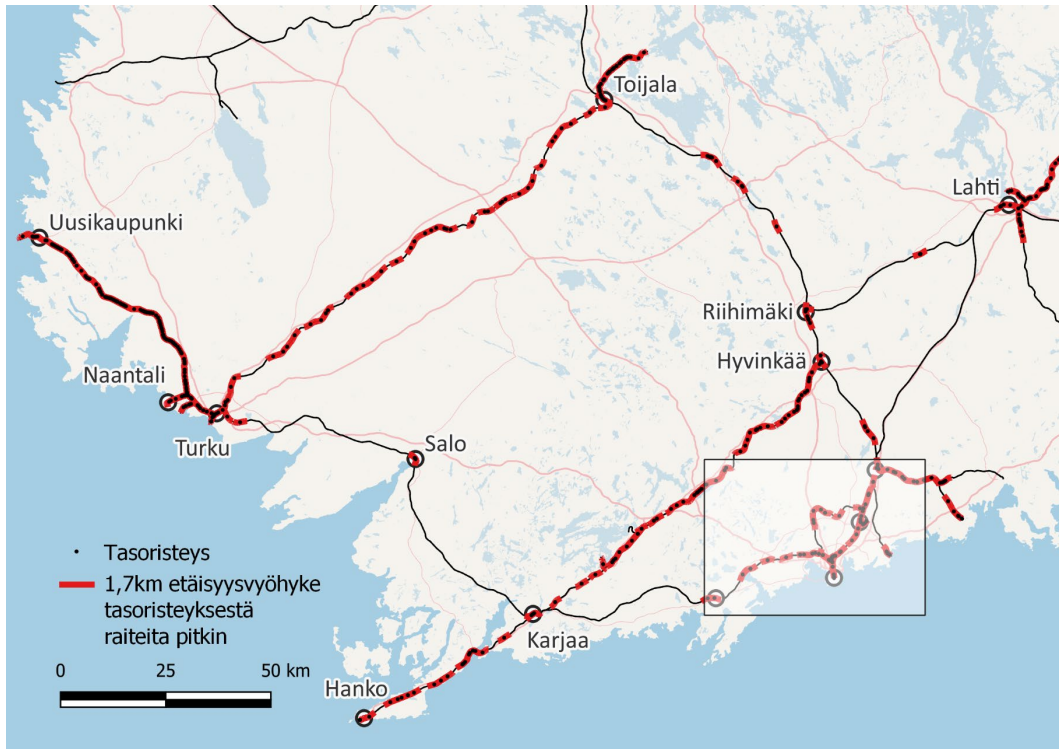 Toijala
Lahti
Uusikaupunki
Riihimäki
Hyvinkää
Naantali
Turku
Salo
Tasoristeys
1,7km etäisyysvyöhyke
tasoristeyksestä
raiteita pitkin
Karjaa
0 25 50 km
Hanko